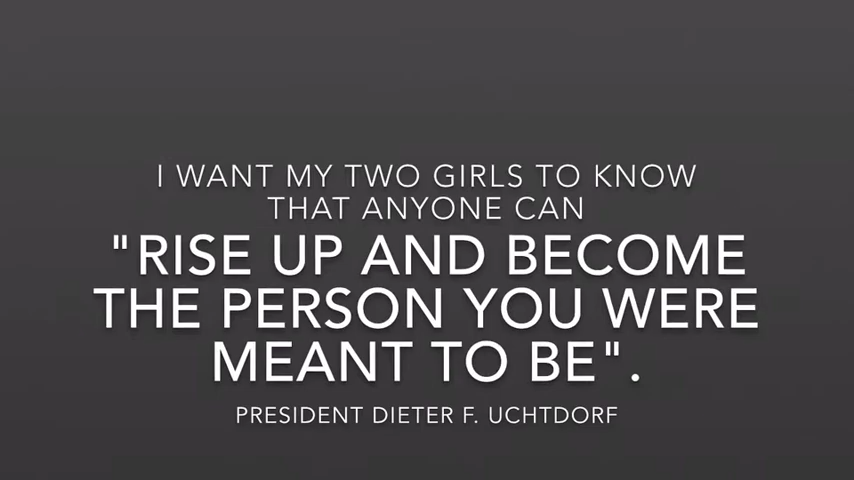 I WANT MY TWO GIRLS TO KNOW
THAT ANYONE CAN
"RISE UP AND BECOME
THE PERSON YOU WERE
MEANT TO BE".
PRESIDENT DIETER F. UCHTDORF